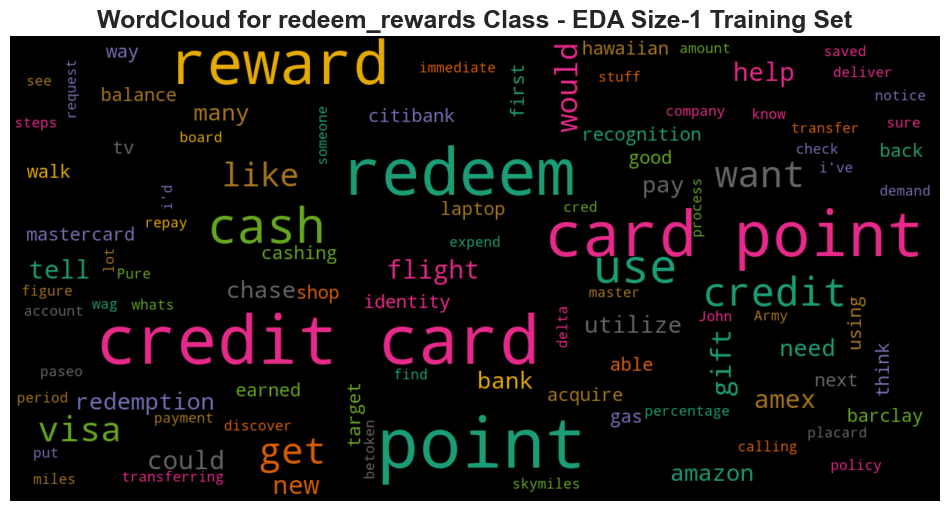 WordCloud for redeem_rewards Class - EDA Size-1 Training Set
way
reward
immediate
hawaiian
amount
saved
see
request
balance
many
first
would
stuff
help
deliver
steps
board
someone
citibank
recognition
company
know
notice
transfer
sure
tv
walk
like
redeem
good
pay
want
check
i've
back
i'd
repay
laptop
cred
process
demand
mastercard
cash
cashing
expend
card point
tell
lot
Pure
flight
use
figure
chase
shop
identity
master
credit
account
wag
whats
credit card
delta
utilize
John
Army
using
need
paseo
find
bank
able
gift
next
think
period
redemption
earned
target
acquire
amex
visa
payment
discover
betoken
point
gas
percentage
barclay
placard
put
could
get
calling
miles
transferring
new
skymiles
amazon
policy